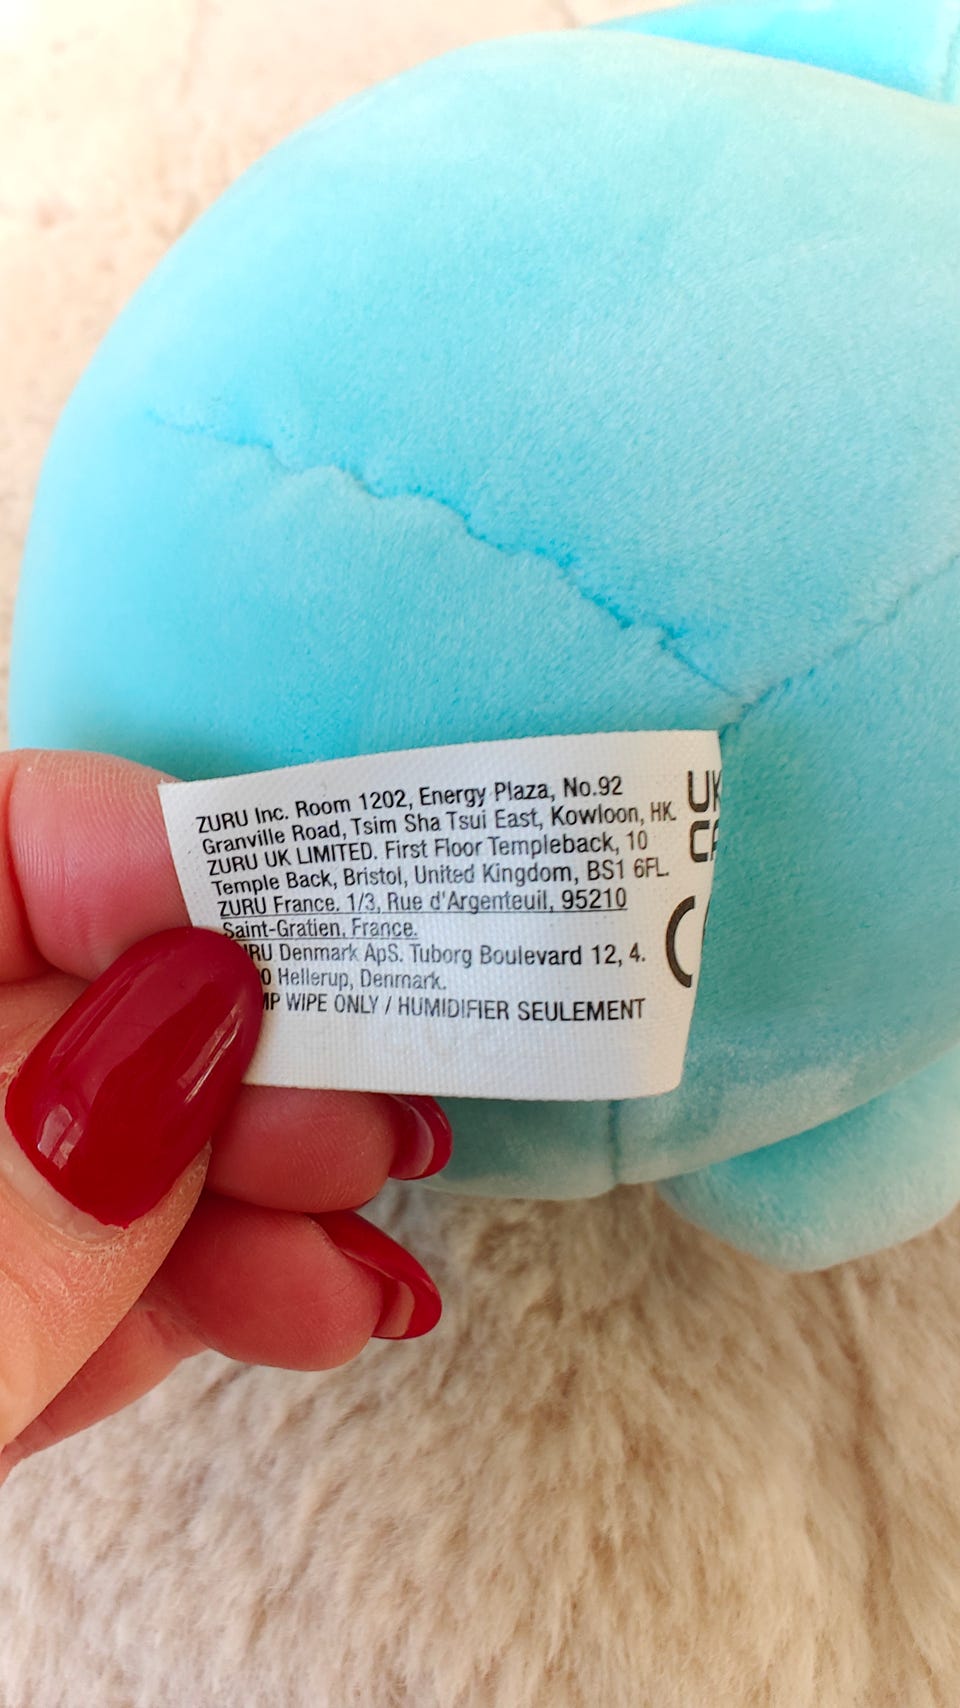 ZURU Inc. Room 1202, Energy Plaza, No.92
Granville Road, Tsim Sha Tsui East, Kowloon, HK.
ZURU UK LIMITED. First Floor Templeback, 10
Temple Back, Bristol, United Kingdom, BS1 6FL.
ZURU France. 1/3, Rue d'Argenteuil, 95210
Saint-Gratien, France.
Denmark ApS. Tuborg Boulevard 12, 4.
Hellerup, Denmark.
WIPE ONLY / HUMIDIFIER SEULEMENT
UK
CA